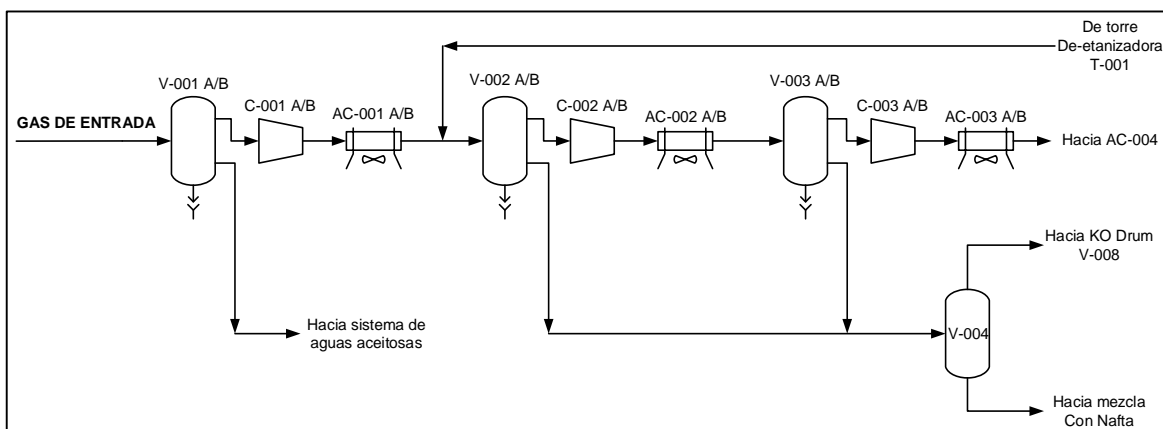 De torre
De-etanizadora
T-001
V-001 A/B
V-002 A/B
V-003 A/B
C-001 A/B
AC-001 A/B
C-002 A/B
AC-002 A/B
C-003 A/B
AC-003 A/B
GAS DE ENTRADA
Hacia AC-004
Hacia KO Drum
V-008
Hacia sistema de
aguas aceitosas
V-004
Hacia mezcla
Con Nafta